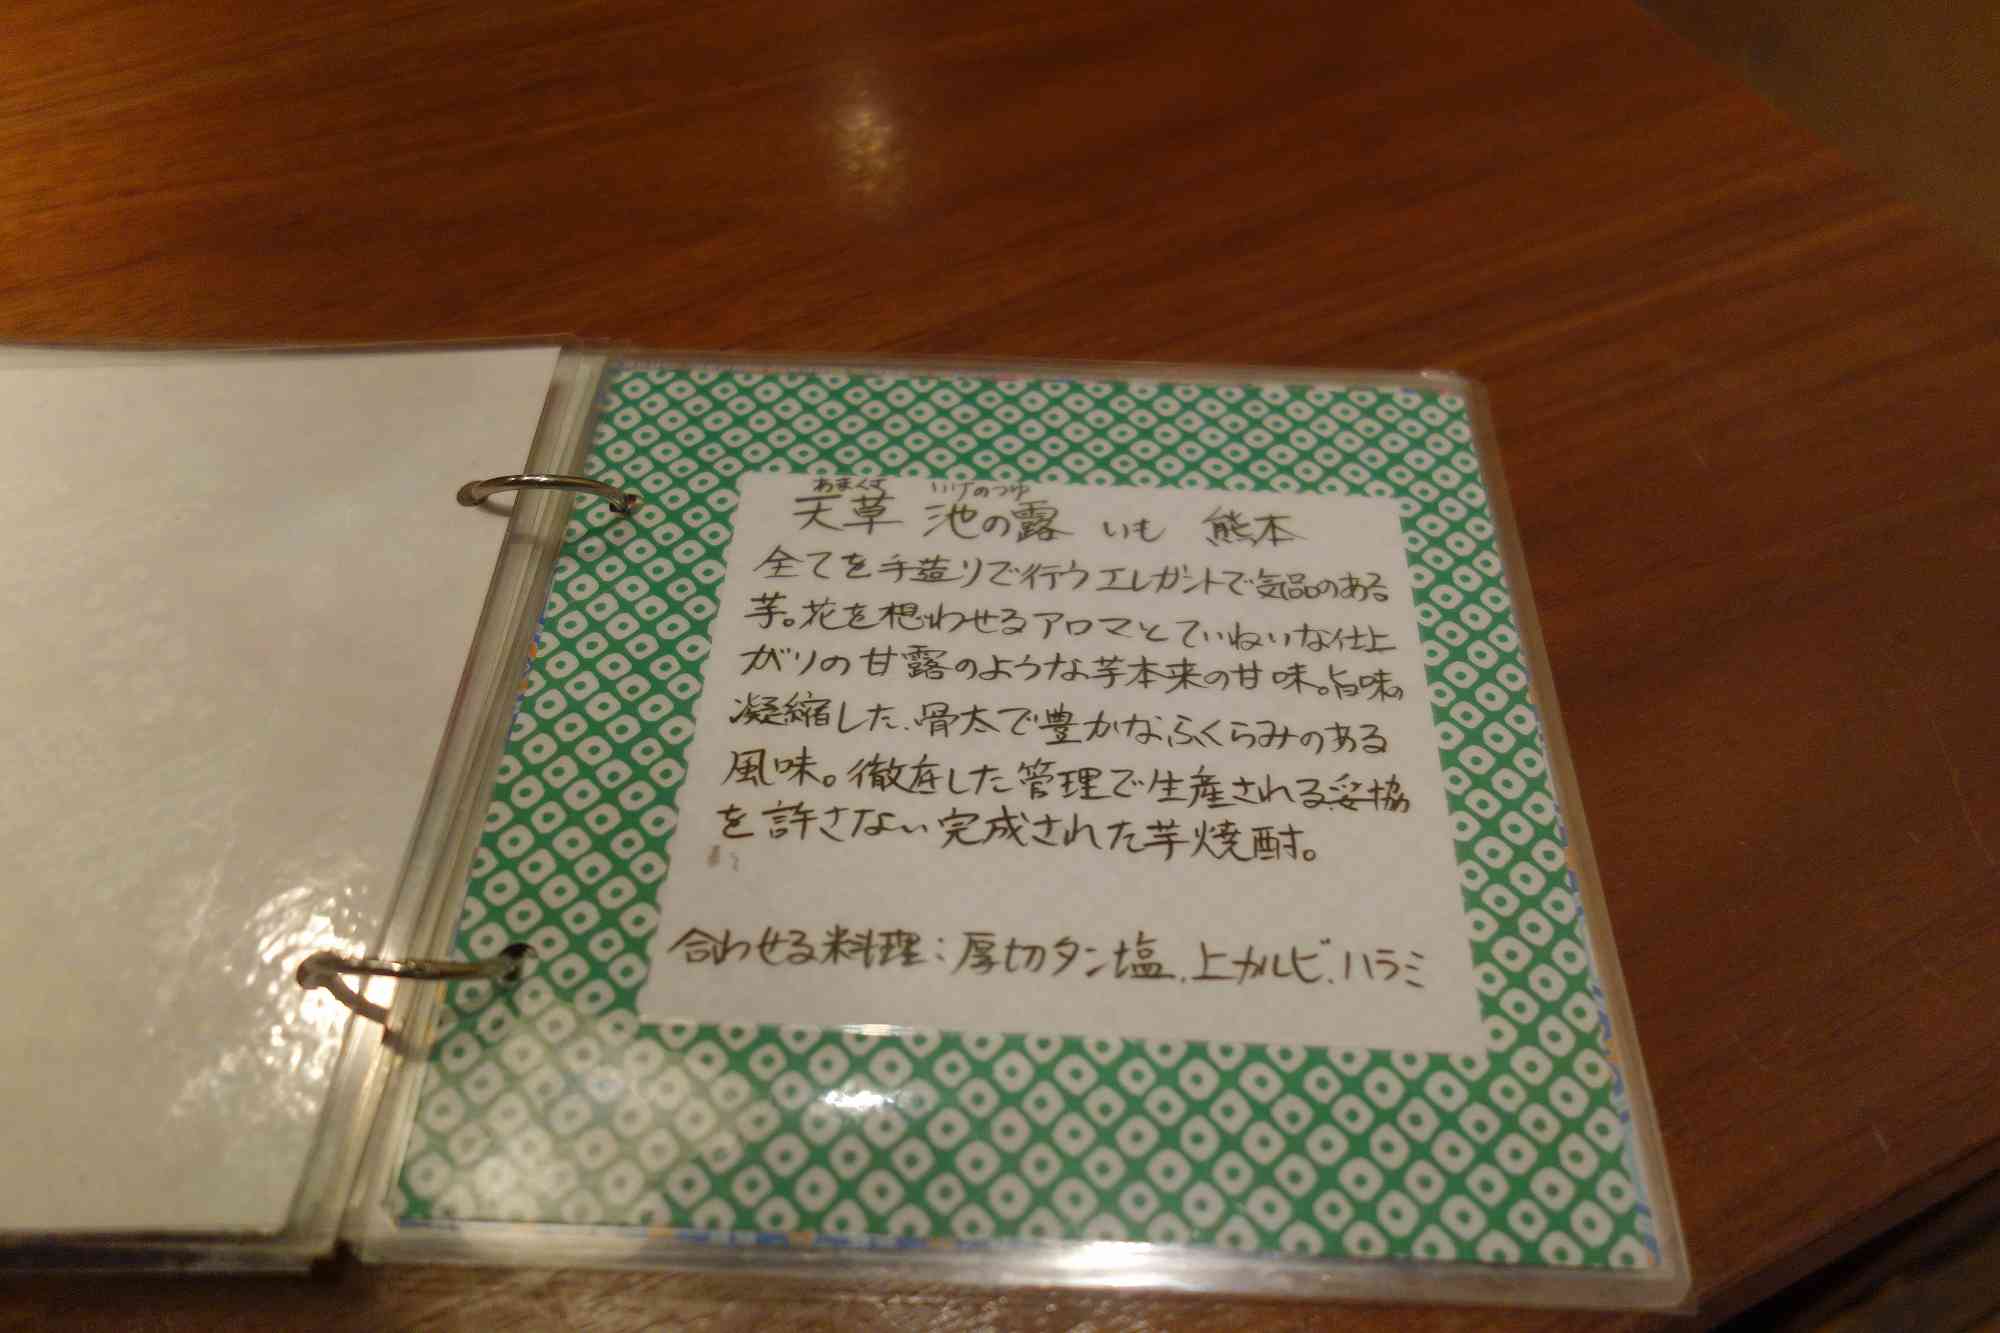 あまくさ いけのつゆ
天草 池の露 いも 熊本
全てを手造りで行うエレガントで気品のある
芋。花を想わせるアロマとていねいな仕上
がりの甘露のような芋本来の甘味。旨味の
凝縮した、骨太で豊かなふくらみのある
風味。徹底した管理で生産される妥協
を許さない完成された芋焼酎。
合わせる料理:厚切タン塩、上カルビ、ハラミ